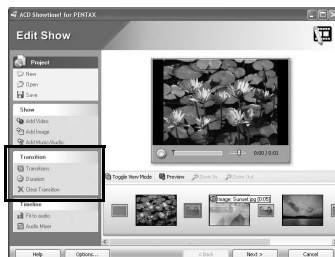 ACD Showtime! for PENTAX
Edit Show
Project
New
Open
Save
Show
Add Video
Add Image
Add Music/Audio
Transition
Transitions
Duration
Clear Transition
Timeline
Fit to audio
Audio Mixer
0:00 / 0:01
Toggle View Mode
Preview
Zoom In
Zoom Out
Image: Sunset.jpg [0:05]
Help
Options...
< Back
Next >
Cancel